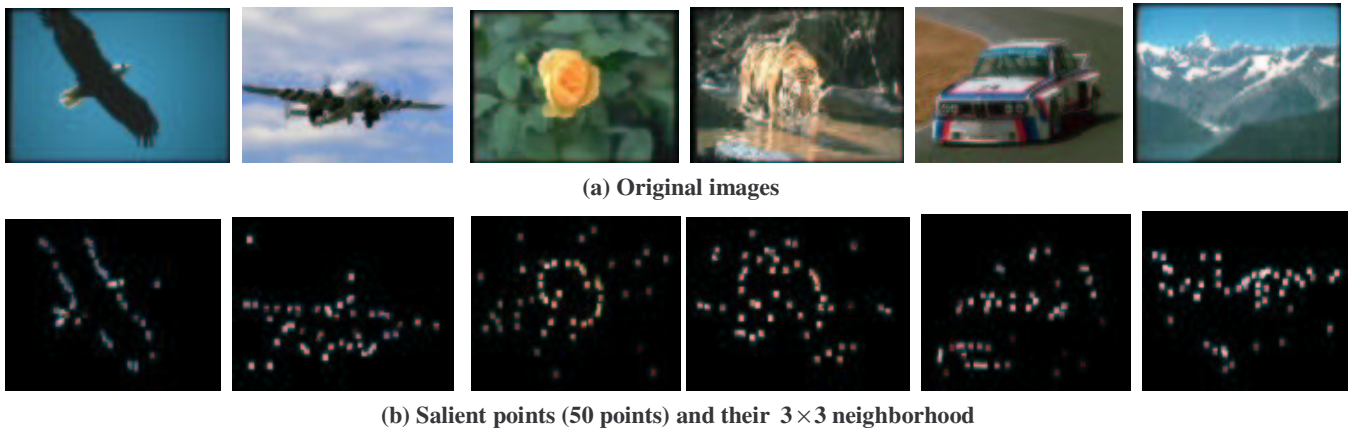 (a) Original images
(b) Salient points (50 points) and their 3×3 neighborhood